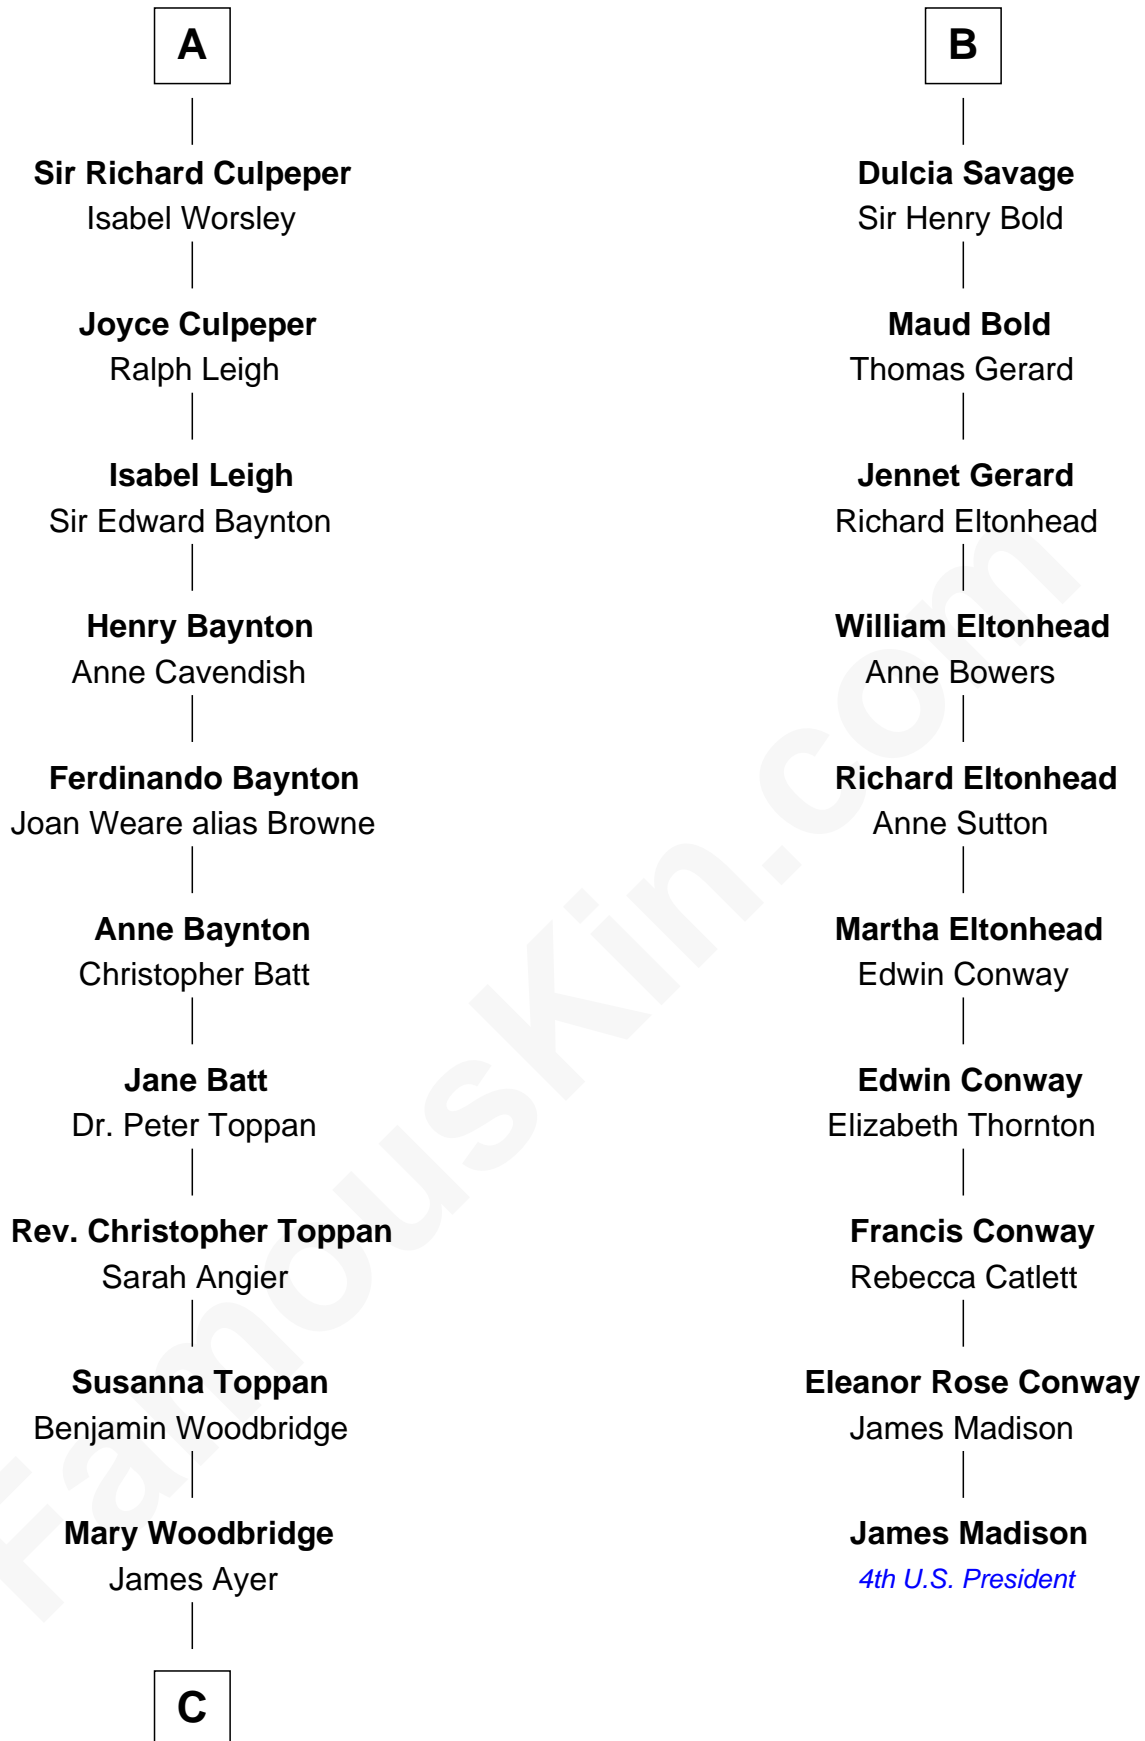 A
Sir Richard Culpeper
Isabel Worsley
Joyce Culpeper
Ralph Leigh
Isabel Leigh
Sir Edward Baynton
Henry Baynton
Anne Cavendish
Ferdinando Baynton
Joan Weare alias Browne
Anne Baynton
Christopher Batt
Jane Batt
Dr. Peter Toppan
Rev. Christopher Toppan
Sarah Angier
Susanna Toppan
Benjamin Woodbridge
Mary Woodbridge
James Ayer
C
B
Dulcia Savage
Sir Henry Bold
Maud Bold
Thomas Gerard
Jennet Gerard
Richard Eltonhead
William Eltonhead
Anne Bowers
Richard Eltonhead
Anne Sutton
Martha Eltonhead
Edwin Conway
Edwin Conway
Elizabeth Thornton
Francis Conway
Rebecca Catlett
Eleanor Rose Conway
James Madison
James Madison
4th U.S. President
FamousKin.com